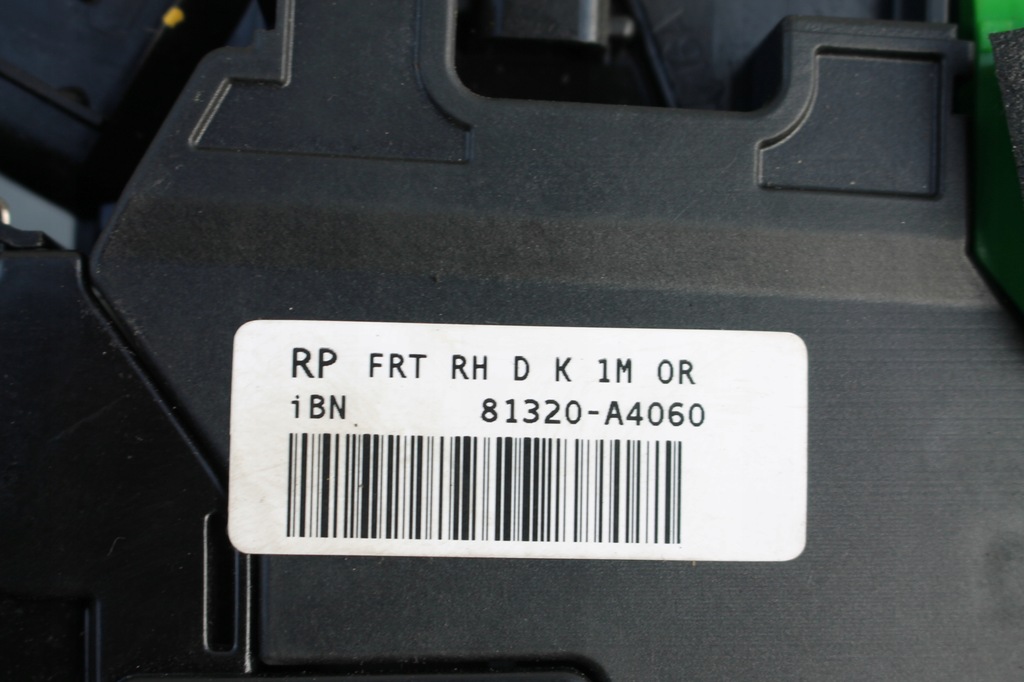 RP FRT RH D K 1M OR
iBN 81320-A4060